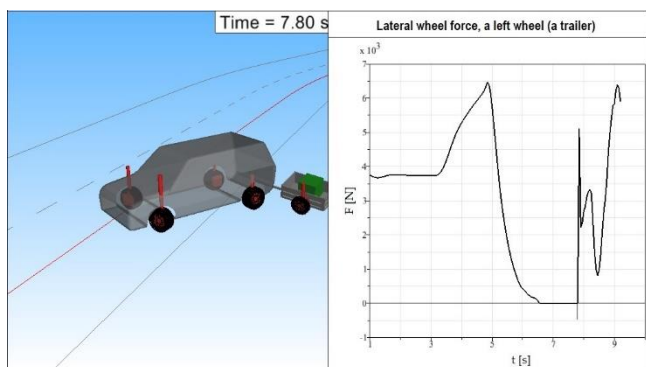 Time = 7.80 s
Lateral wheel force, a left wheel (a trailer)
x 10³
7
6
5
4
3
2
1
0
-1
F [N]
1
3
5
7
9
t [s]